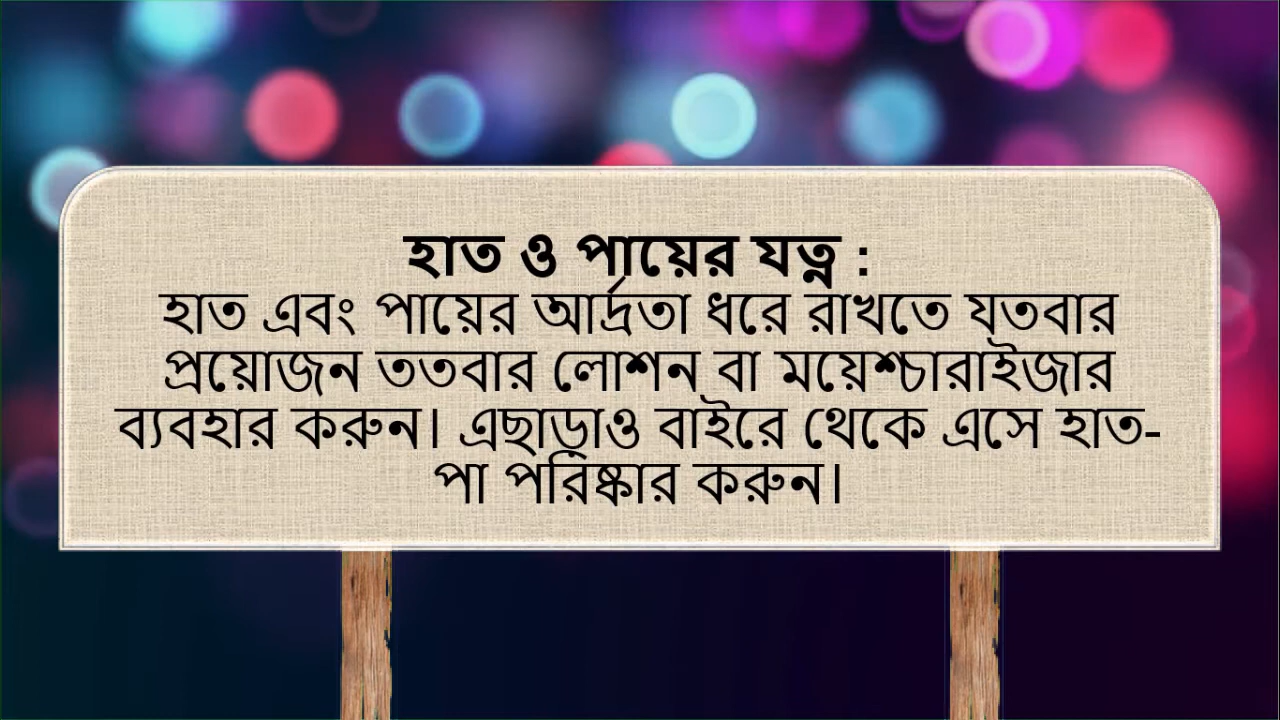 হাত ও পায়ের যত্ন :
হাত এবং পায়ের আর্দ্রতা ধরে রাখতে যতবার
প্রয়োজন ততবার লোশন বা ময়েশ্চারাইজার
ব্যবহার করুন। এছাড়াও বাইরে থেকে এসে হাত-
পা পরিষ্কার করুন।